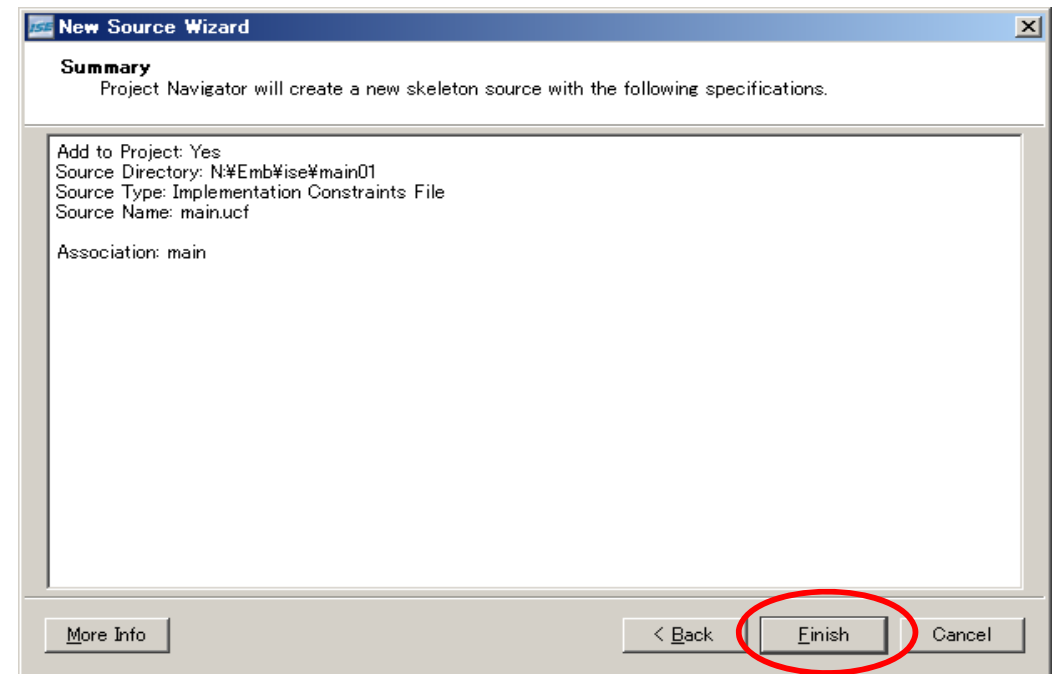 ISE New Source Wizard
Summary
Project Navigator will create a new skeleton source with the following specifications.
Add to Project: Yes
Source Directory: N:¥Emb¥ise¥main01
Source Type: Implementation Constraints File
Source Name: main.ucf
Association: main
More Info
< Back
Finish
Cancel